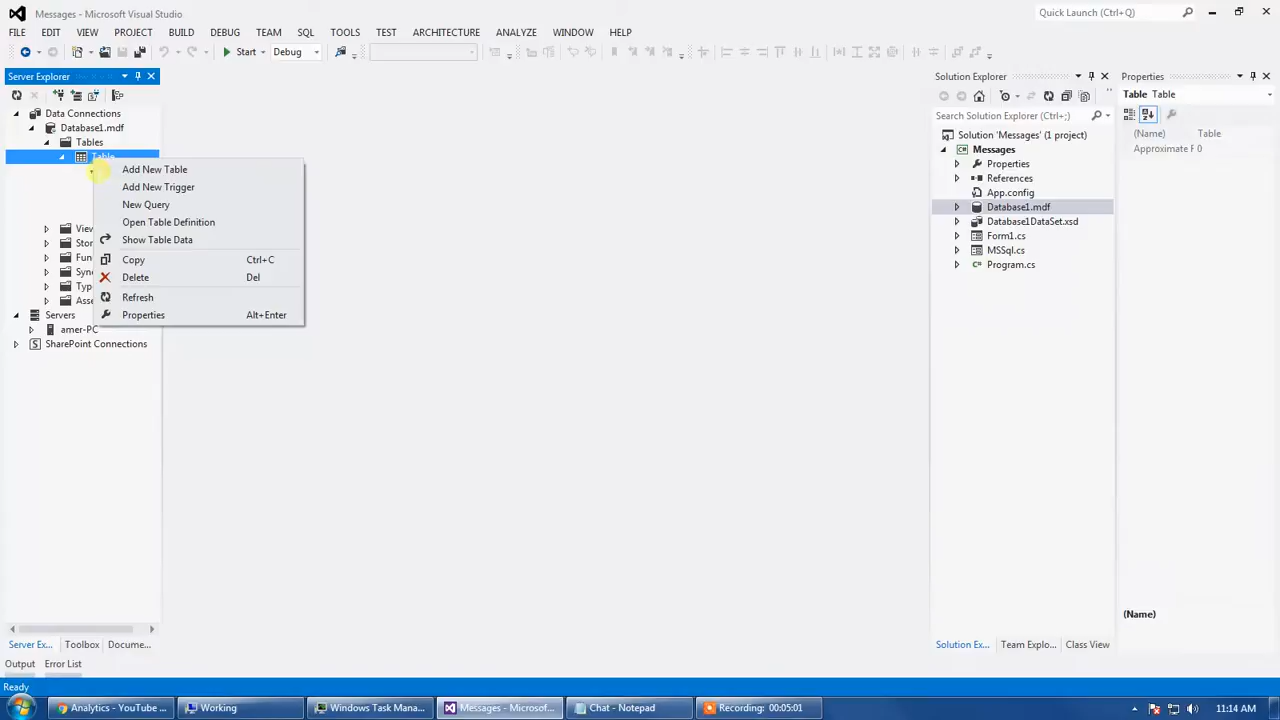 Messages - Microsoft Visual Studio
Quick Launch (Ctrl+Q)
FILE EDIT VIEW PROJECT BUILD DEBUG TEAM SQL TOOLS TEST ARCHITECTURE ANALYZE WINDOW HELP
Start Debug
Server Explorer
Data Connections
Database1.mdf
Tables
Table
Add New Table
Add New Trigger
New Query
Open Table Definition
Show Table Data
Copy Ctrl+C
Delete Del
Refresh
Properties Alt+Enter
Servers
amer-PC
SharePoint Connections
Server Ex... Toolbox Docume...
Output Error List
Solution Explorer
Search Solution Explorer (Ctrl+;)
Solution 'Messages' (1 project)
Messages
Properties
References
App.config
Database1.mdf
Database1DataSet.xsd
Form1.cs
MSSql.cs
Program.cs
Solution Ex... Team Explo... Class View
Properties
Table Table
(Name) Table
Approximate R 0
(Name)
Ready
Analytics - YouTube ... Working Windows Task Mana... Messages - Microsof... Chat - Notepad Recording: 00:05:01
11:14 AM